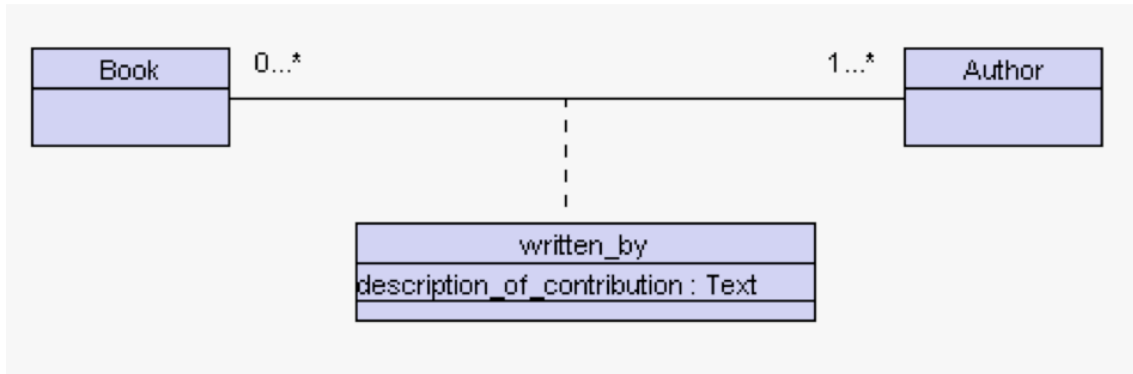 Book
0...*
1...*
Author
written_by
description_of_contribution : Text